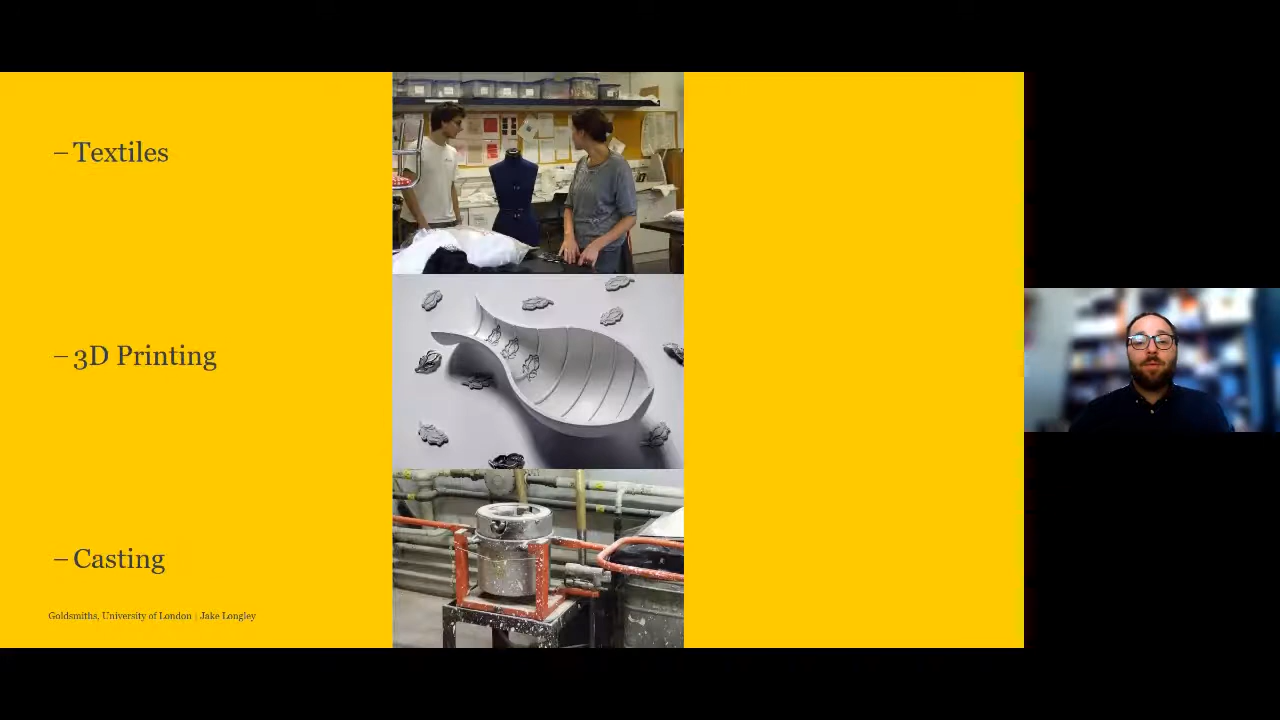 – Textiles
– 3D Printing
– Casting
Goldsmiths, University of London | Jake Longley